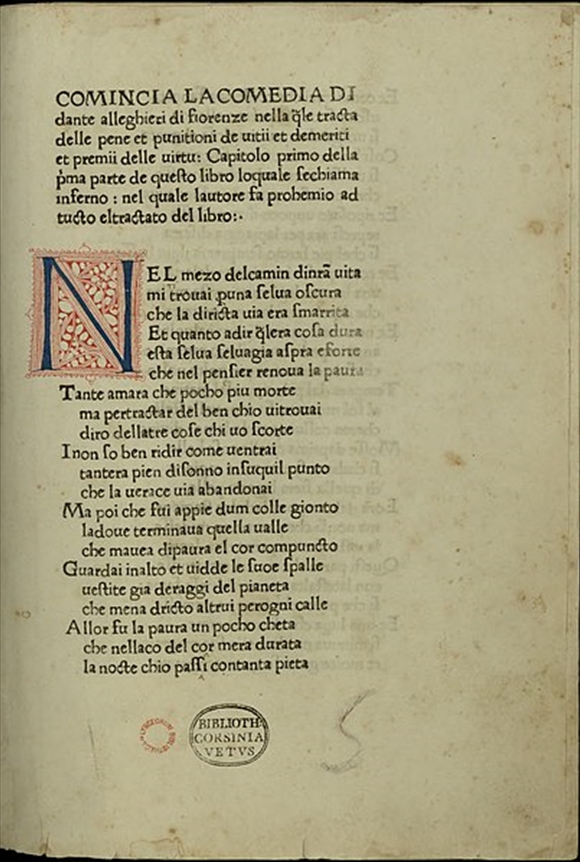 COMINCIA LA COMEDIA DI
dante alleghieri di fiorenze nella q̄le tracta
delle pene et punitioni de uitii et demeriti
et premii delle uirtu: Capitolo primo della
p̄ma parte de questo libro loquale sechiama
inferno : nel quale lautore fa prohemio ad
tucto eltractato del libro:·
NEL mezo delcamin dinr̄a uita
mi trouai ꝑuna selua oscura
che la diricta uia era smarrita
Et quanto adir q̄lera cosa dura
esta selua seluagia aspra eforte
che nel pensier renoua la paura
Tante amara che pocho piu morte
ma pertractar del ben chio uitrouai
diro dellatre cose chi uo scorte
I non so ben ridir come uentrai
tantera pien disonno insuquil punto
che la uerace uia abandonai
Ma poi che fui appie dum colle gionto
ladoue terminaua quella ualle
che mauea dipaura el cor compuncto
Guardai inalto et uidde le suoe spalle
uestite gia deraggi del pianeta
che mena dricto altrui perogni calle
Allor fu la paura un pocho cheta
che nellaco del cor mera durata
la nocte chio passi contanta pieta
BIBLIOTH
CORSINIA
VETVS